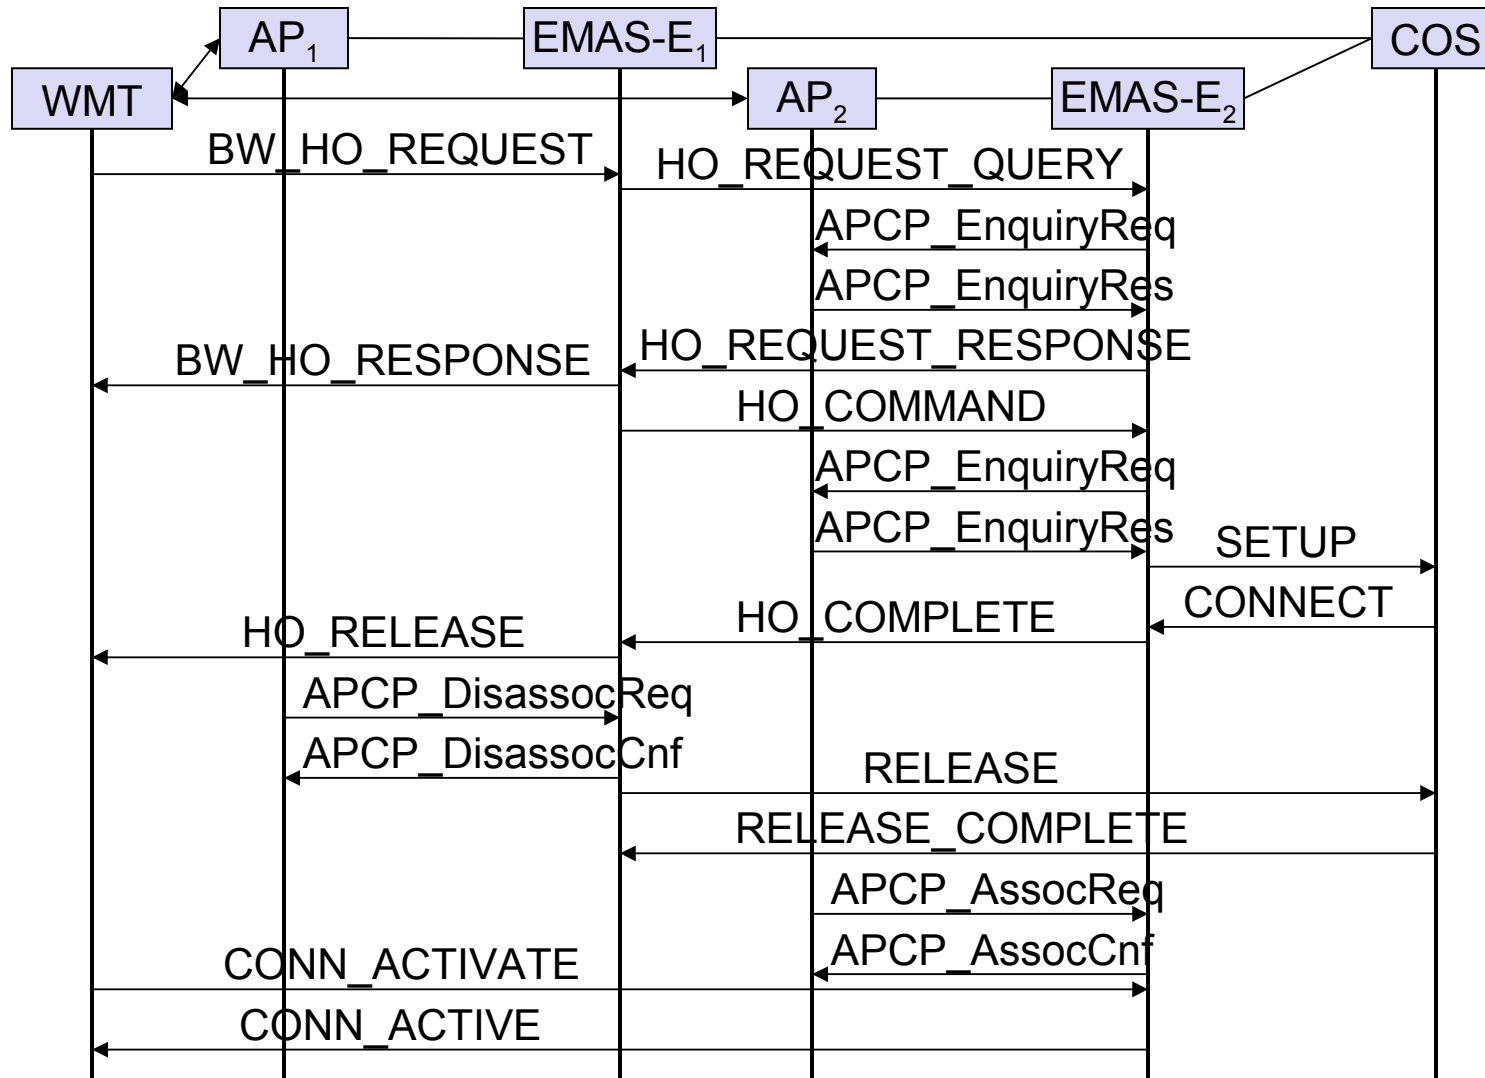 AP1
EMAS-E1
COS
WMT
AP2
EMAS-E2
BW_HO_REQUEST
HO_REQUEST_QUERY
APCP_EnquiryReq
APCP_EnquiryRes
HO_REQUEST_RESPONSE
BW_HO_RESPONSE
HO_COMMAND
APCP_EnquiryReq
APCP_EnquiryRes
SETUP
CONNECT
HO_COMPLETE
HO_RELEASE
APCP_DisassocReq
APCP_DisassocCnf
RELEASE
RELEASE_COMPLETE
APCP_AssocReq
APCP_AssocCnf
CONN_ACTIVATE
CONN_ACTIVE